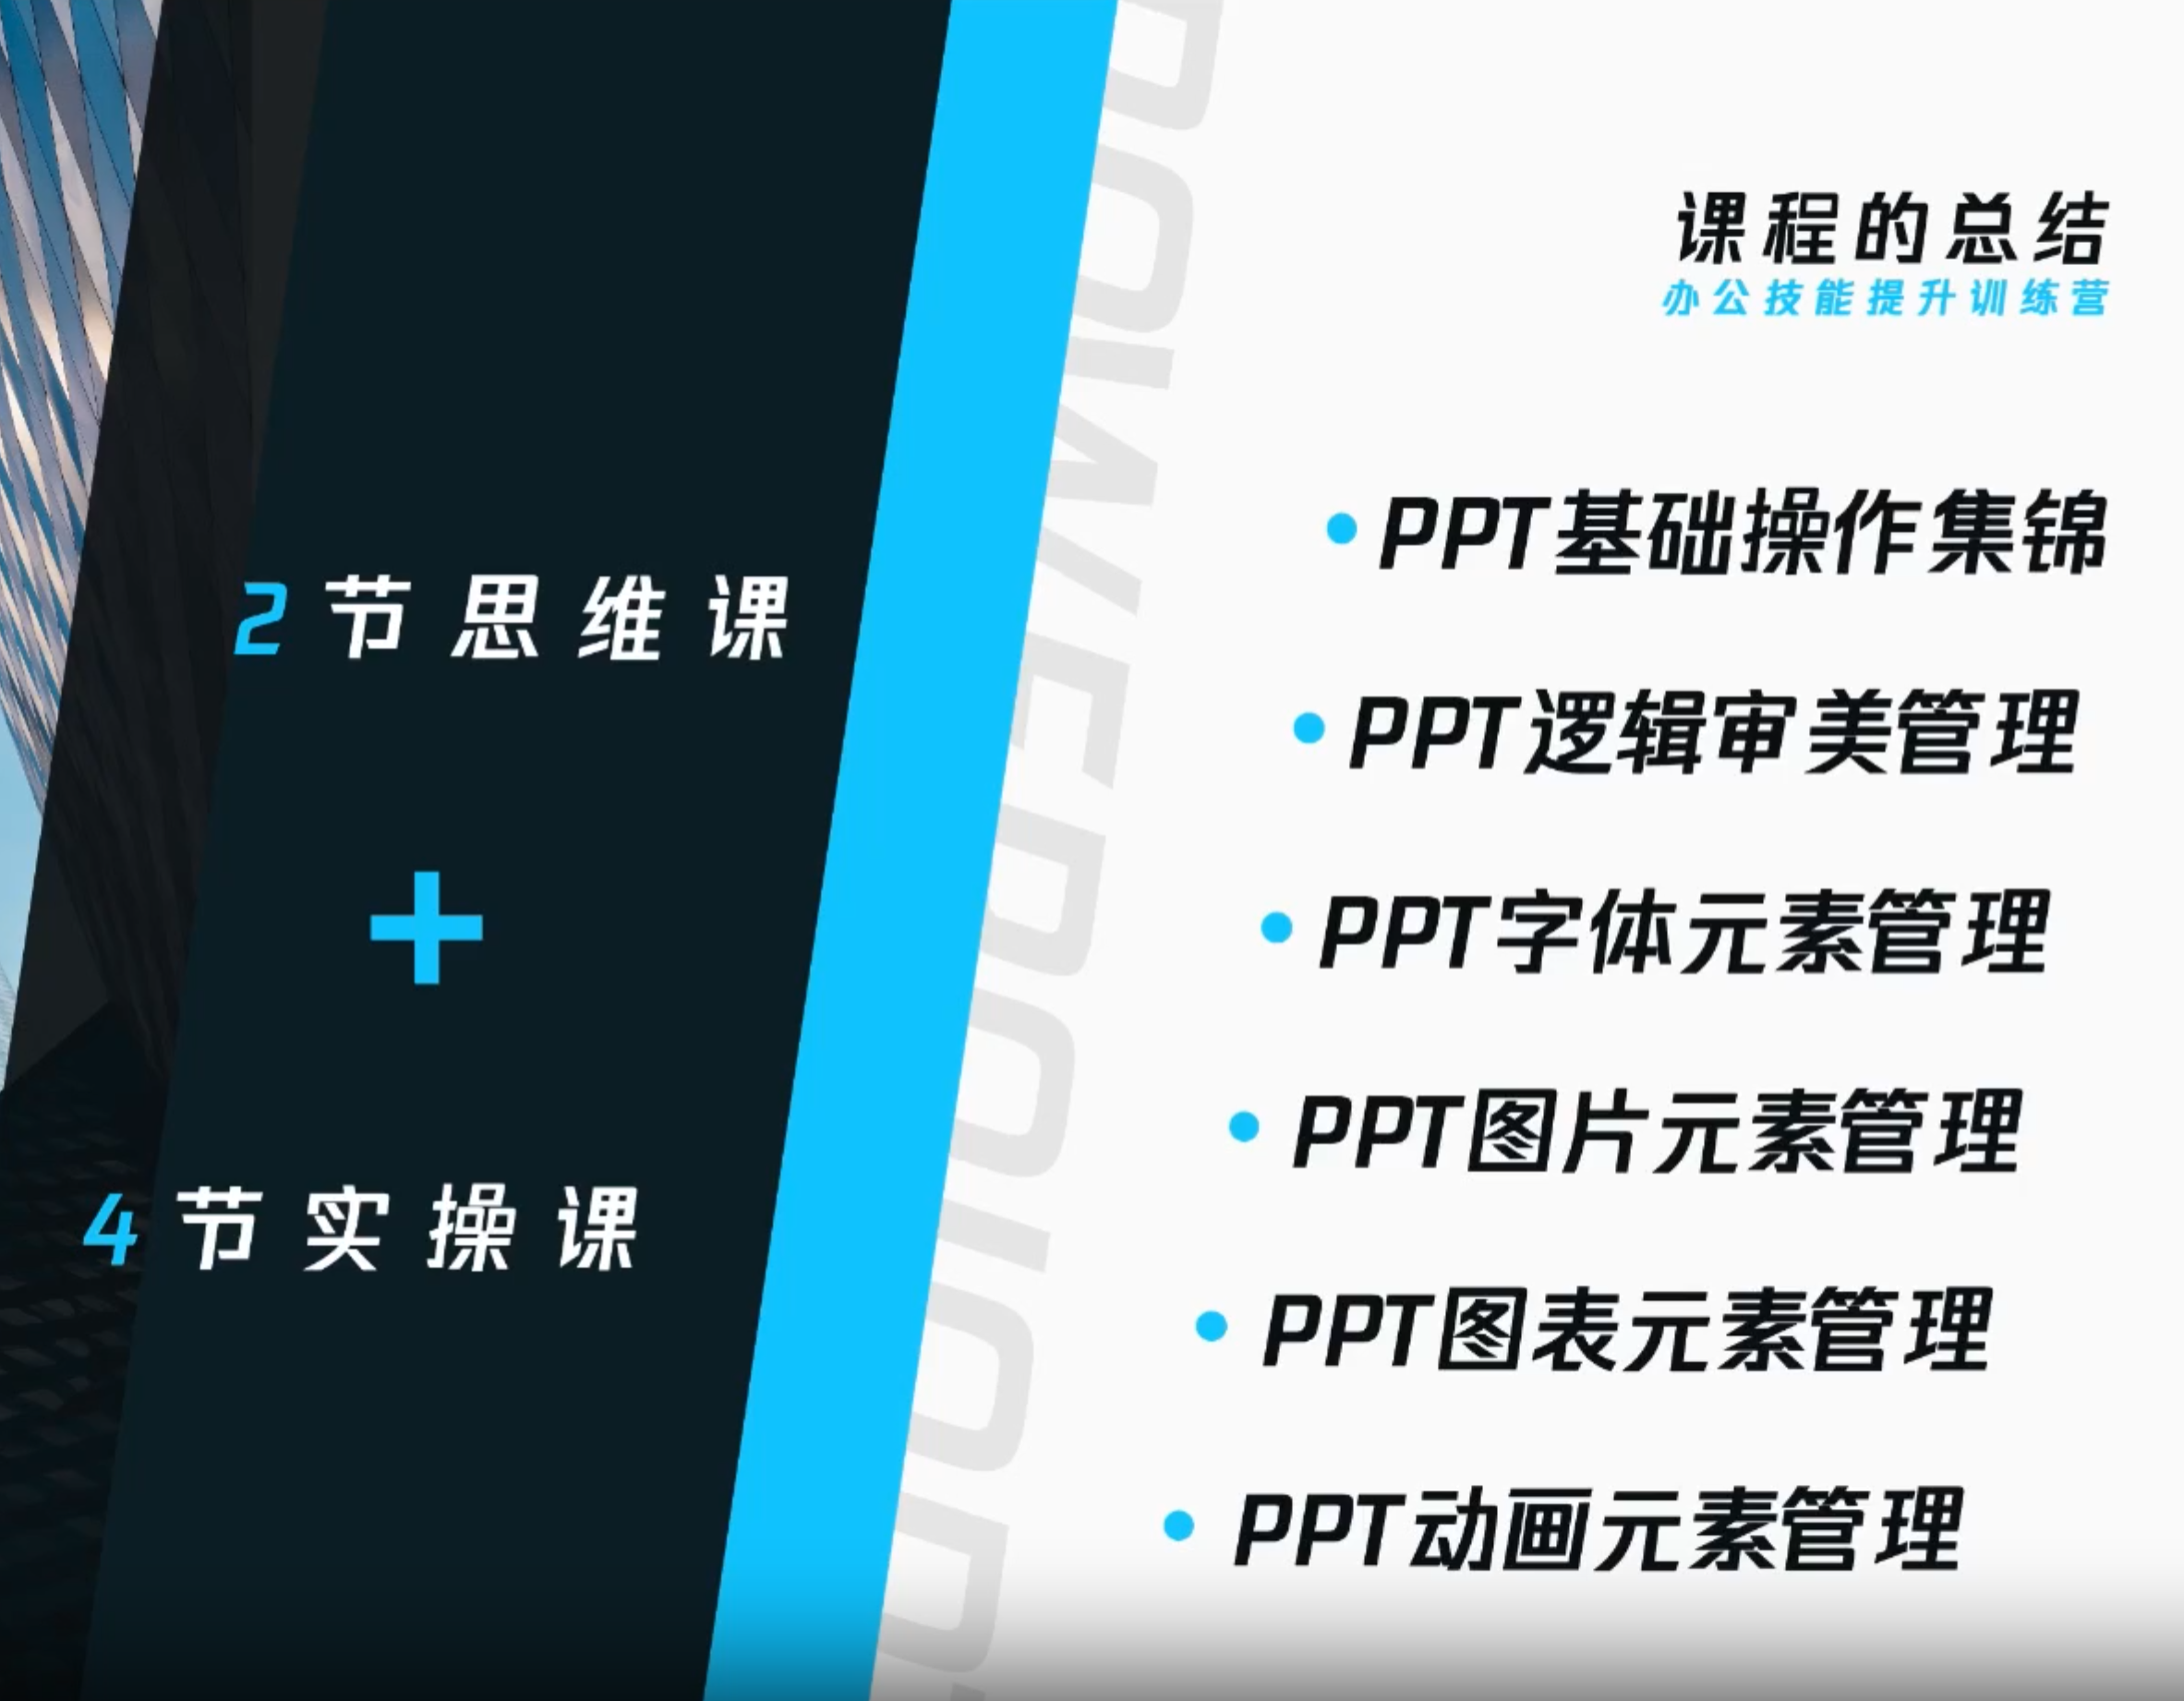 课程的总结
办公技能提升训练营
2节思维课
+
4节实操课
• PPT基础操作集锦
• PPT逻辑审美管理
• PPT字体元素管理
• PPT图片元素管理
• PPT图表元素管理
• PPT动画元素管理